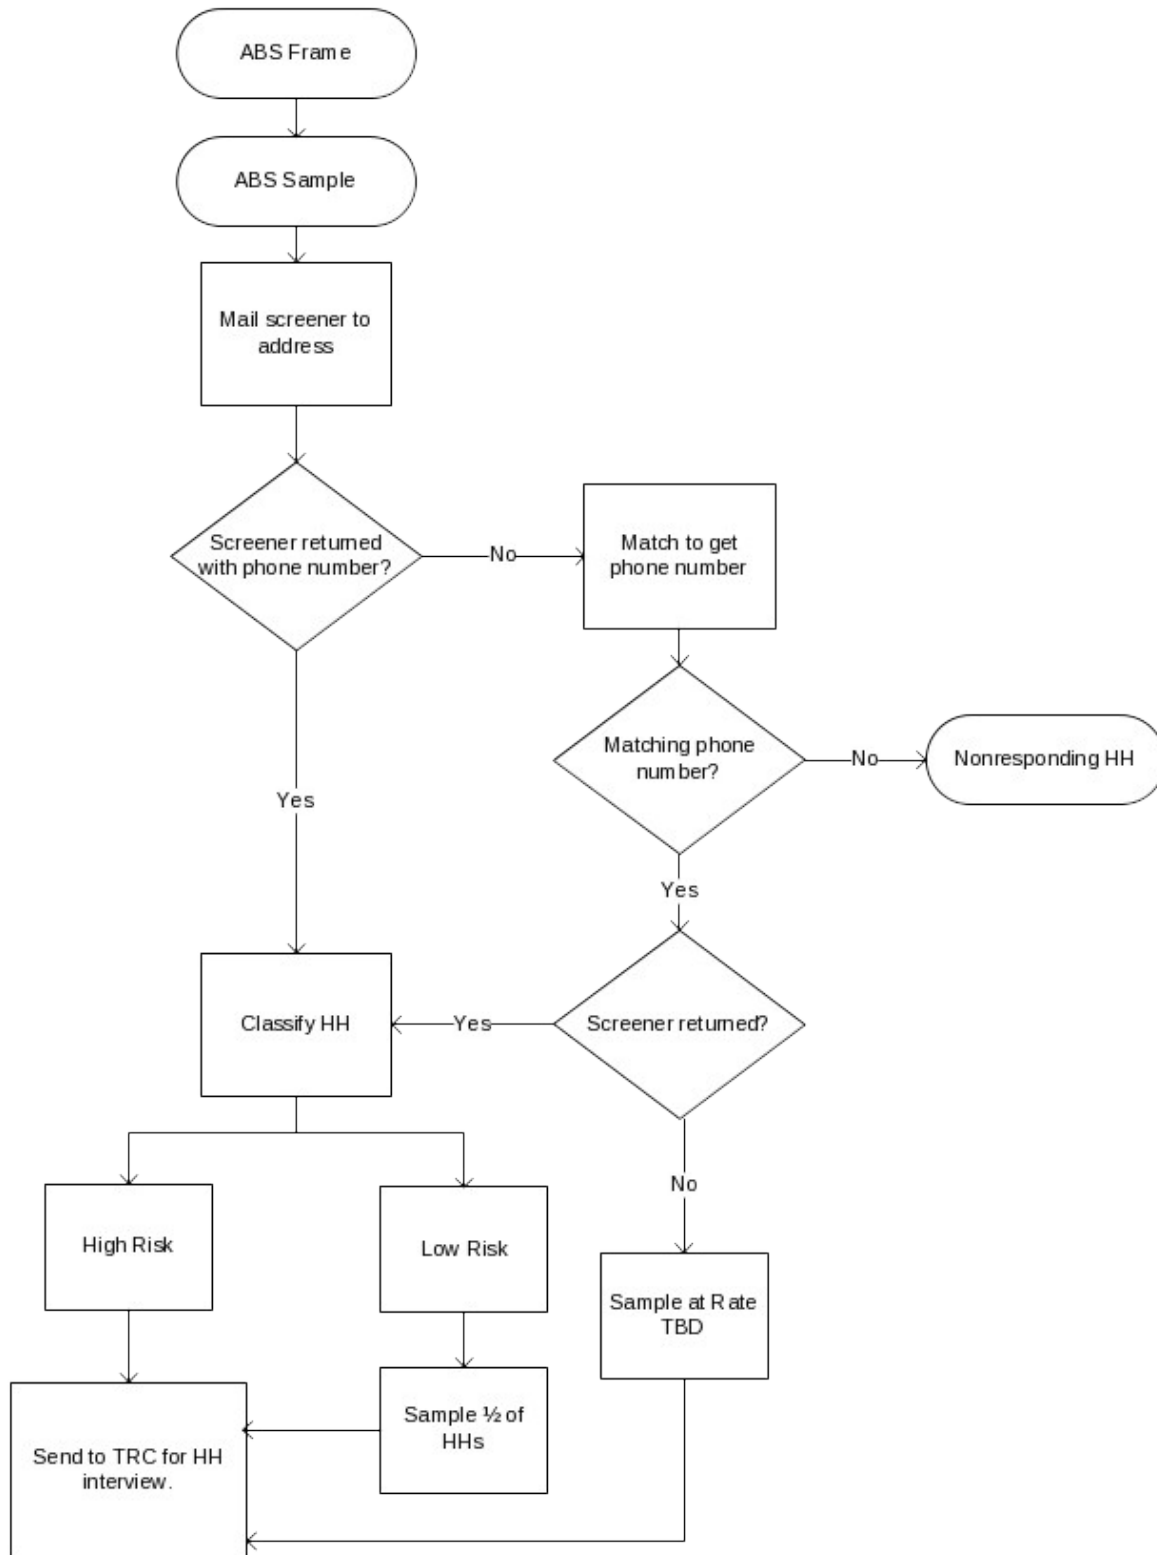 ABS Frame
ABS Sample
Mail screener to
address
Screener returned
with phone number?
No
Match to get
phone number
Matching phone
number?
No
Nonresponding HH
Yes
Yes
Classify HH
Yes
Screener returned?
No
High Risk
Low Risk
Sample at Rate
TBD
Sample ½ of
HHs
Send to TRC for HH
interview.